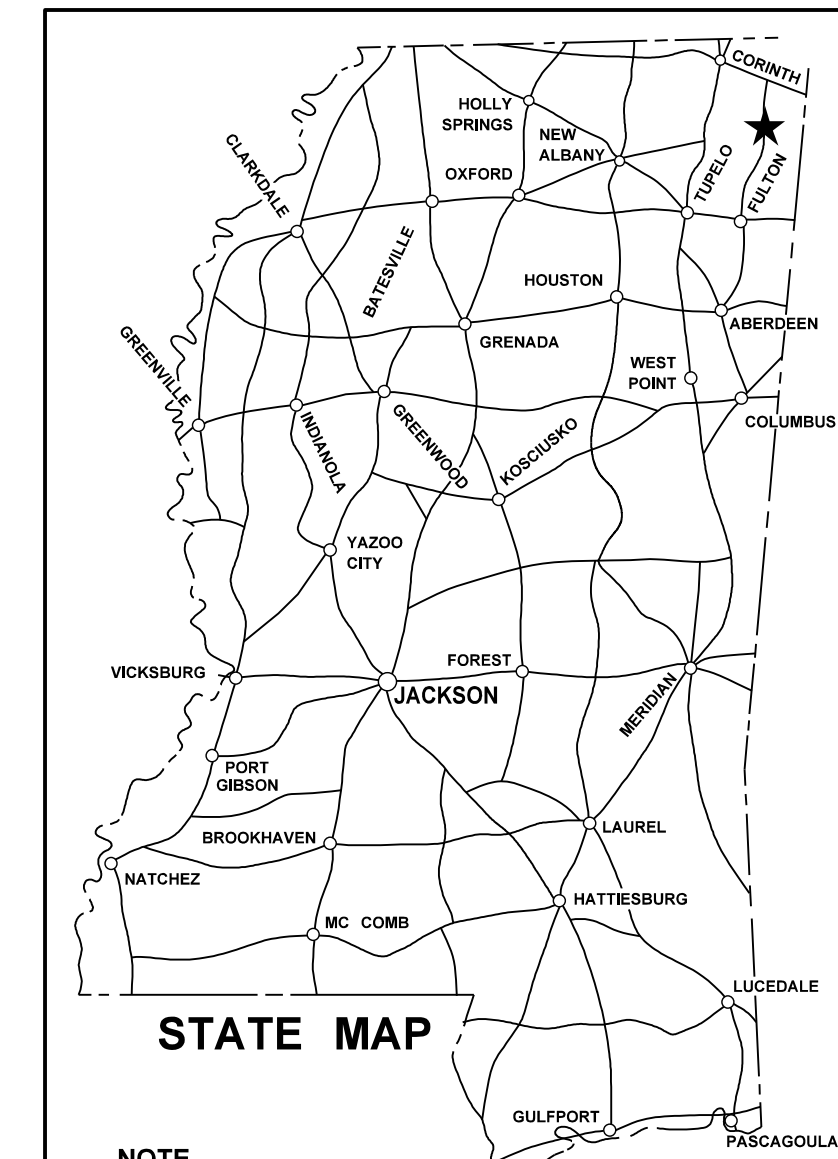 CORINTH
HOLLY
SPRINGS
NEW
ALBANY
CLARKDALE
OXFORD
TUPELO
FULTON
BATESVILLE
HOUSTON
ABERDEEN
GREENVILLE
GRENADA
WEST
POINT
COLUMBUS
INDIANOLA
GREENWOOD
KOSCIUSKO
YAZOO
CITY
VICKSBURG
FOREST
JACKSON
MERIDIAN
PORT
GIBSON
BROOKHAVEN
LAUREL
NATCHEZ
HATTIESBURG
MC COMB
LUCEDALE
STATE MAP
GULFPORT
PASCAGOULA
NOTE